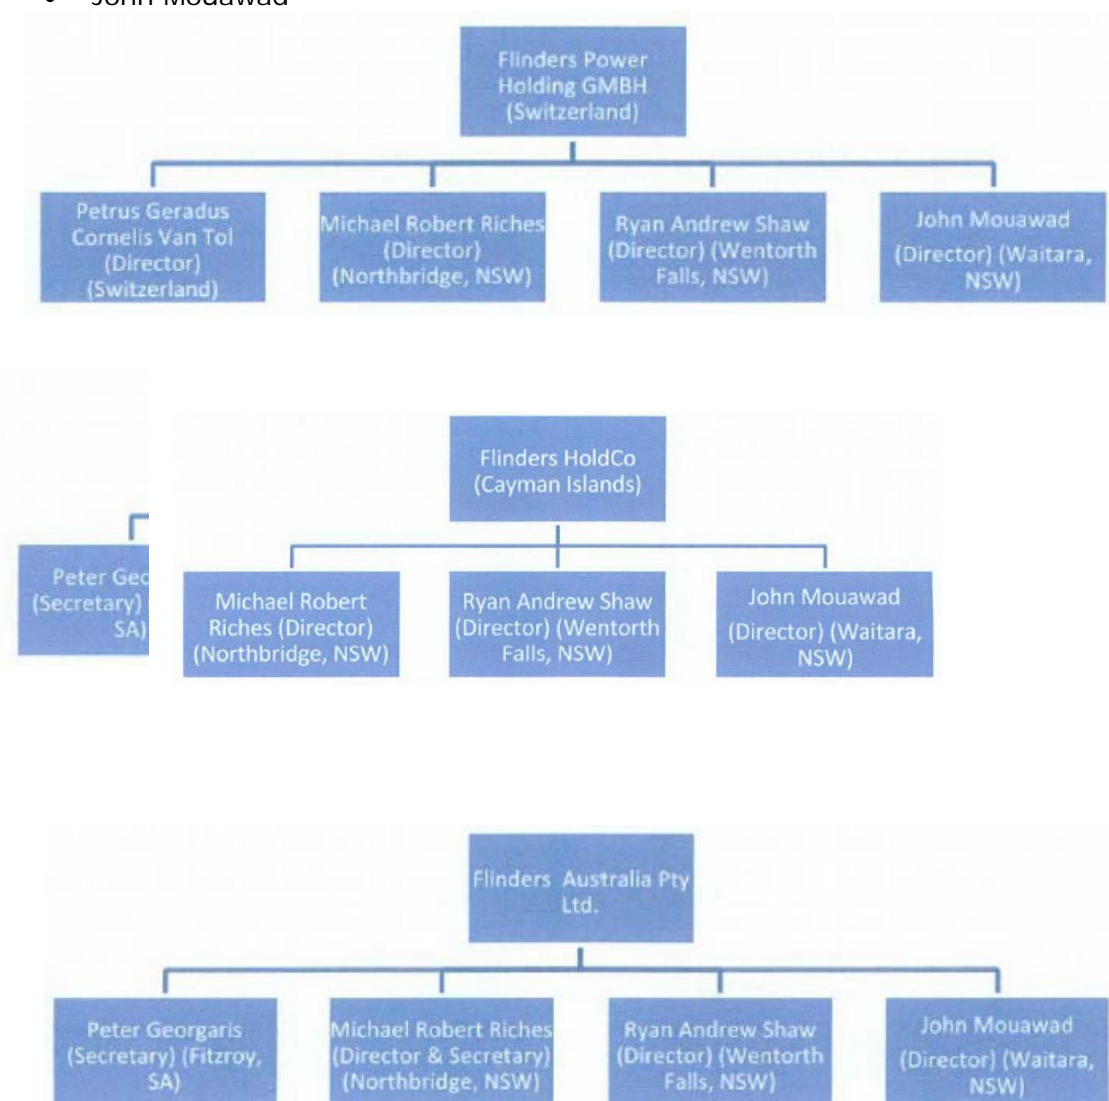 • John Mouawad
Flinders Power
Holding GMBH
(Switzerland)
Petrus Geradus
Cornelis Van Tol
(Director)
(Switzerland)
Michael Robert Riches
(Director)
(Northbridge, NSW)
Ryan Andrew Shaw
(Director) (Wentorth
Falls, NSW)
John Mouawad
(Director) (Waitara,
NSW)
Flinders HoldCo
(Cayman Islands)
Peter Geo
(Secretary)
SA)
Michael Robert
Riches (Director)
(Northbridge, NSW)
Ryan Andrew Shaw
(Director) (Wentorth
Falls, NSW)
John Mouawad
(Director) (Waitara,
NSW)
Flinders Australia Pty
Ltd.
Peter Georgaris
(Secretary) (Fitzroy,
SA)
Michael Robert Riches
(Director & Secretary)
(Northbridge, NSW)
Ryan Andrew Shaw
(Director) (Wentorth
Falls, NSW)
John Mouawad
(Director) (Waitara,
NSW)